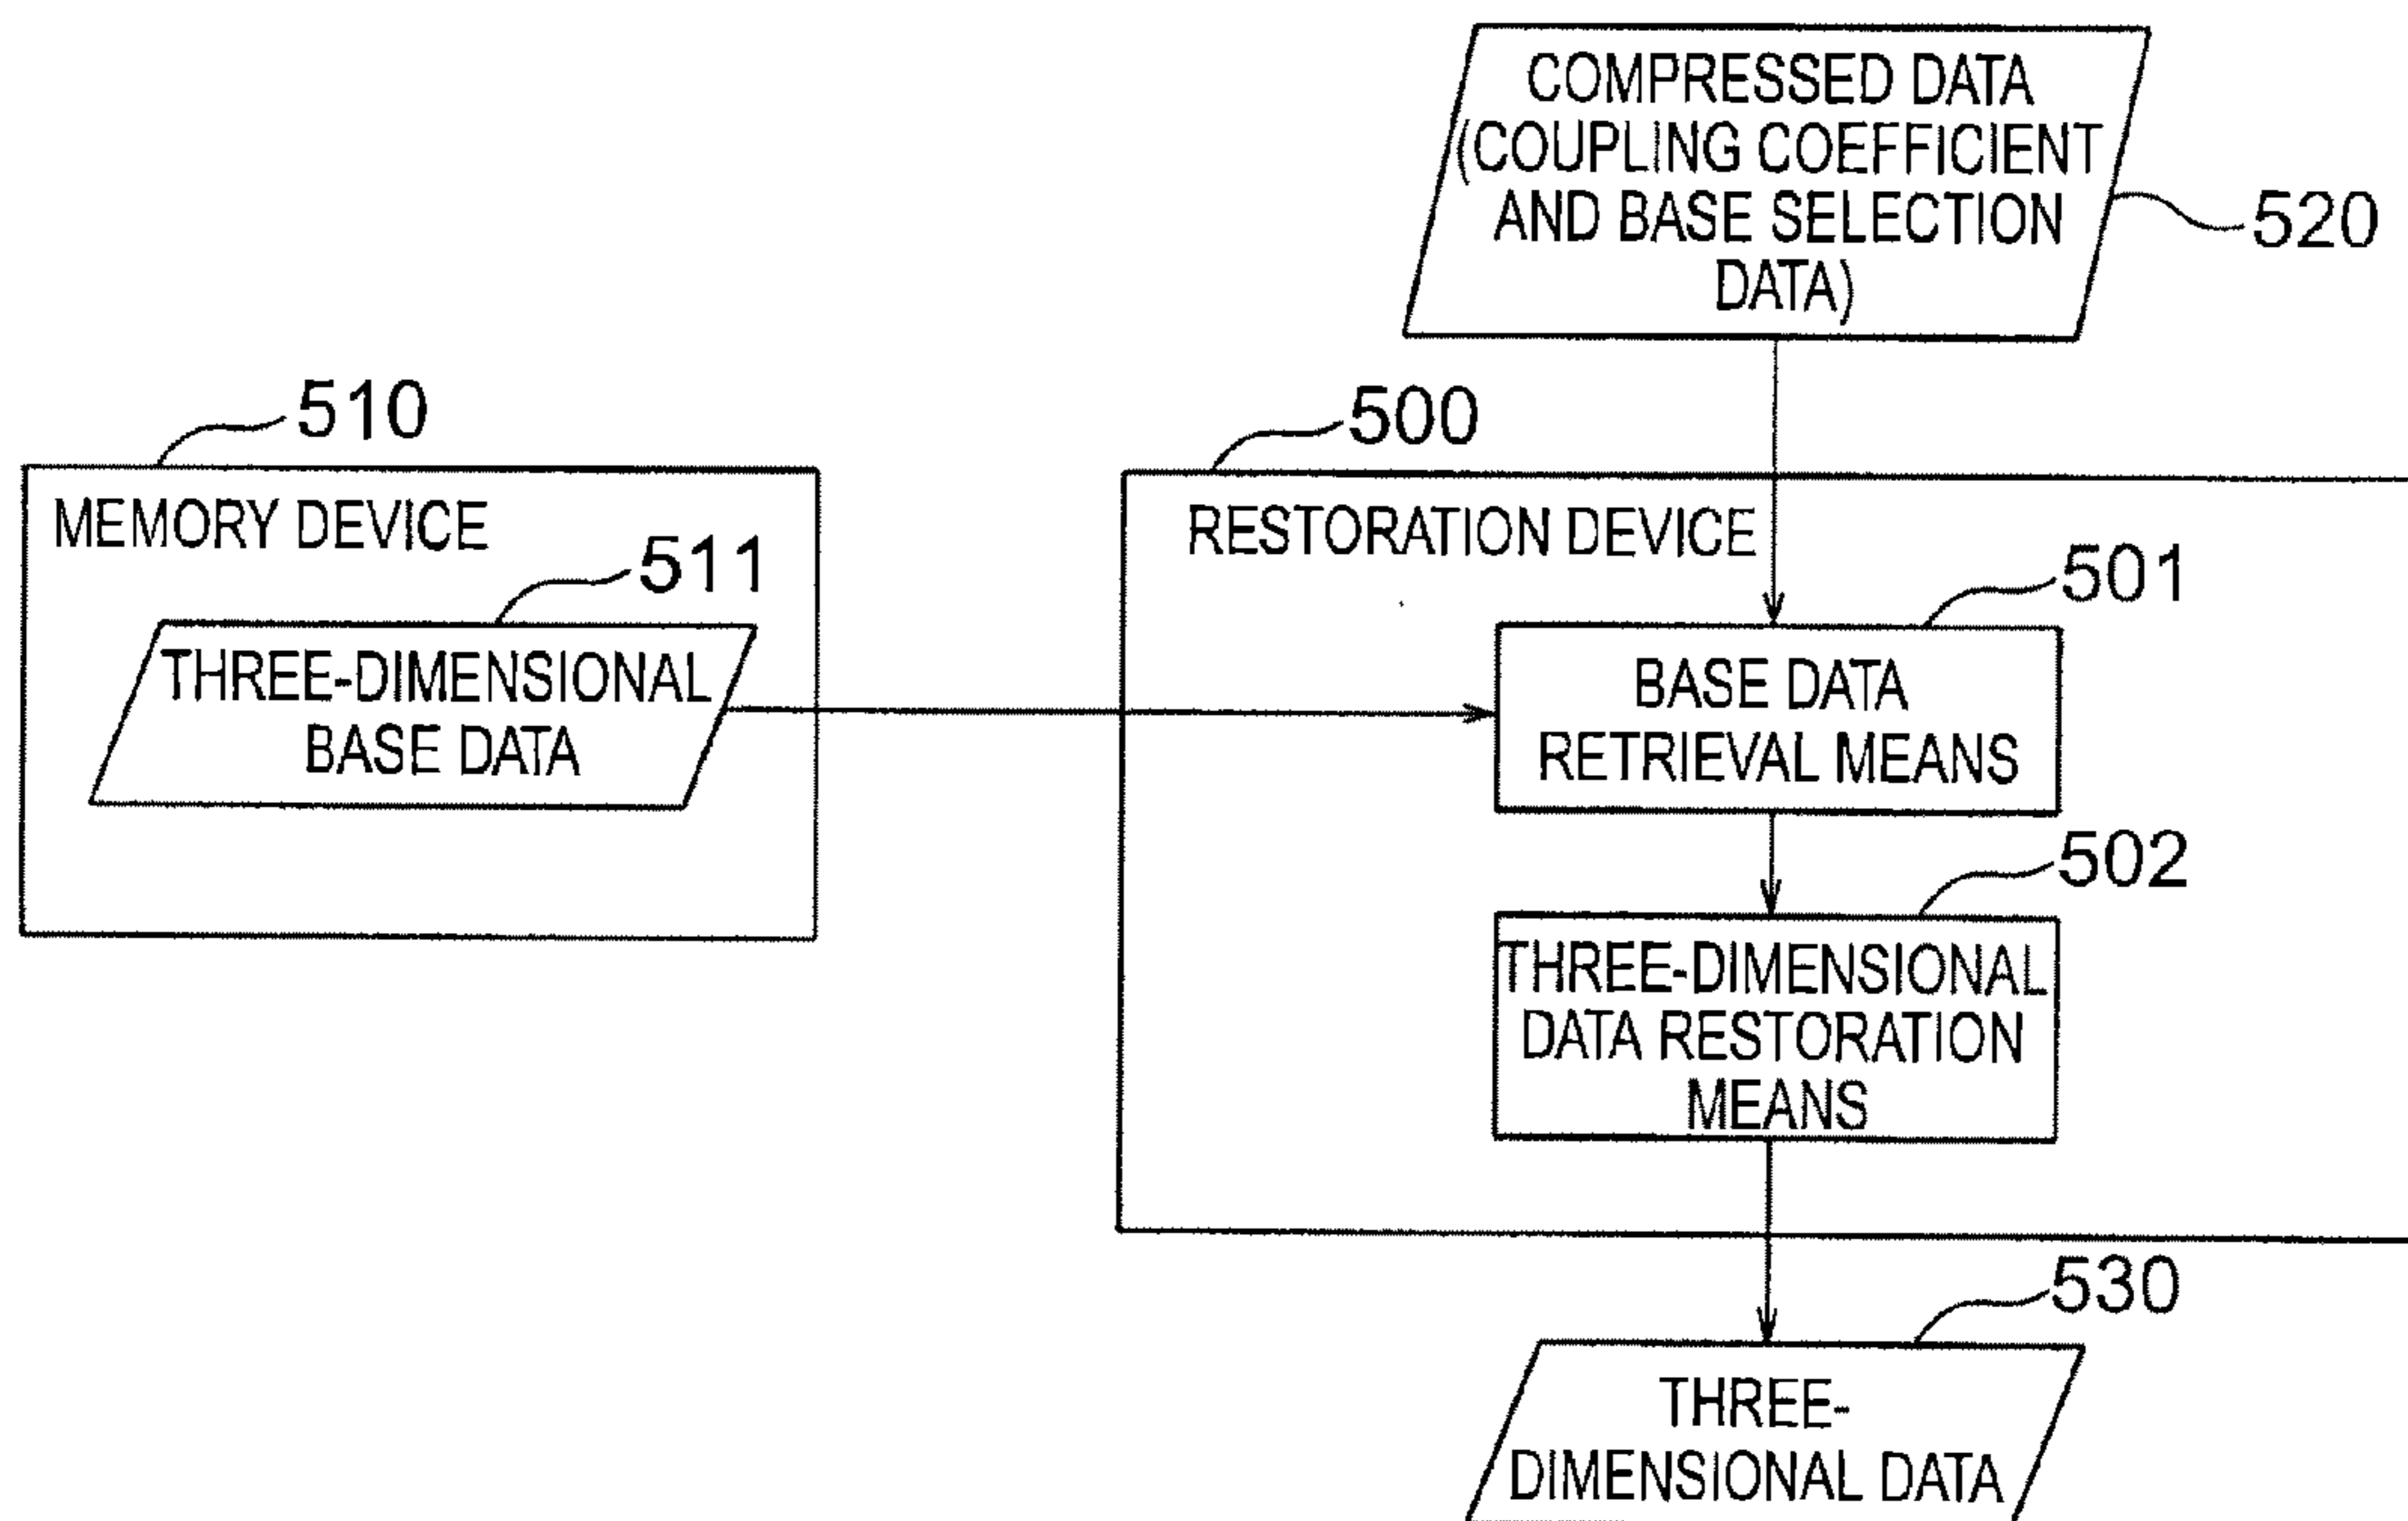 COMPRESSED DATA
(COUPLING COEFFICIENT
AND BASE SELECTION
DATA)
520
510
MEMORY DEVICE
511
THREE-DIMENSIONAL
BASE DATA
500
RESTORATION DEVICE
501
BASE DATA
RETRIEVAL MEANS
502
THREE-DIMENSIONAL
DATA RESTORATION
MEANS
530
THREE-
DIMENSIONAL DATA